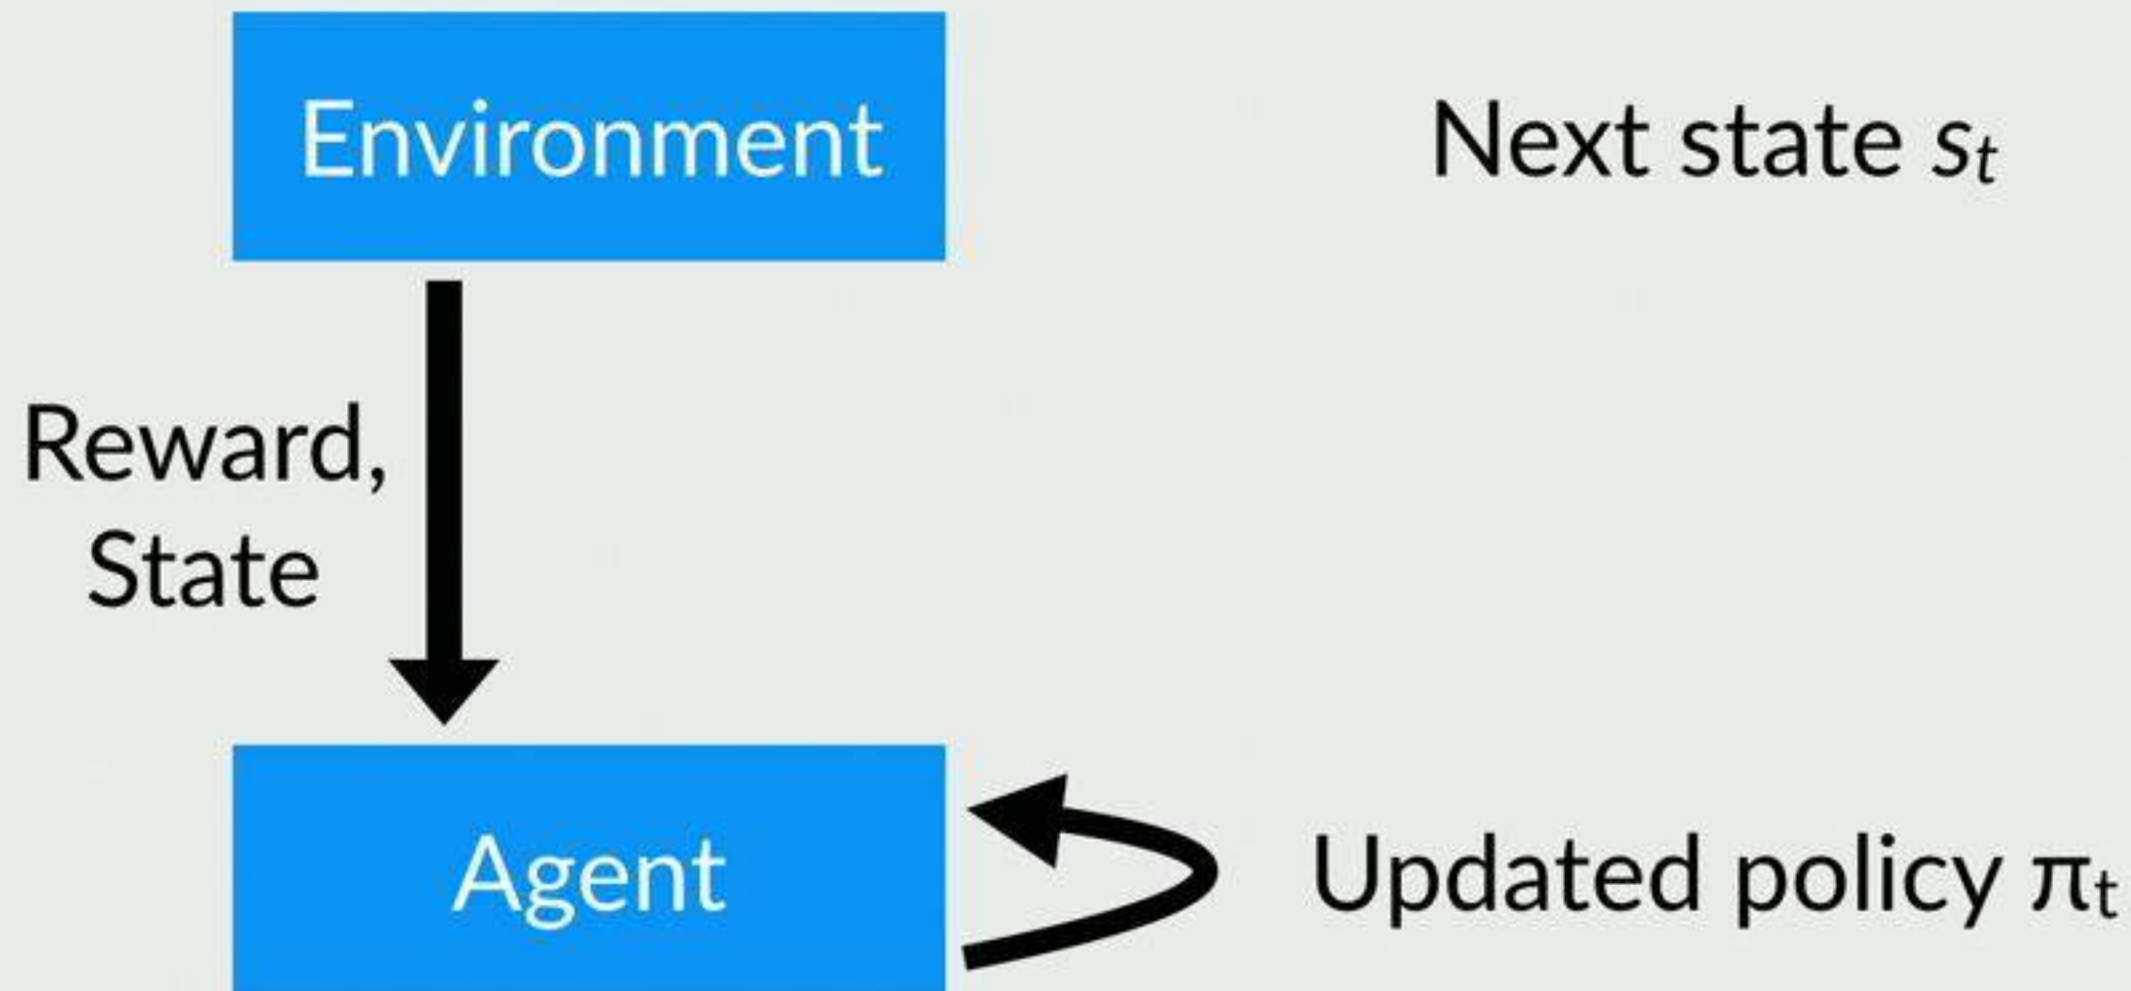 Environment
Next state sₜ
Reward,
State
Agent
Updated policy πₜ